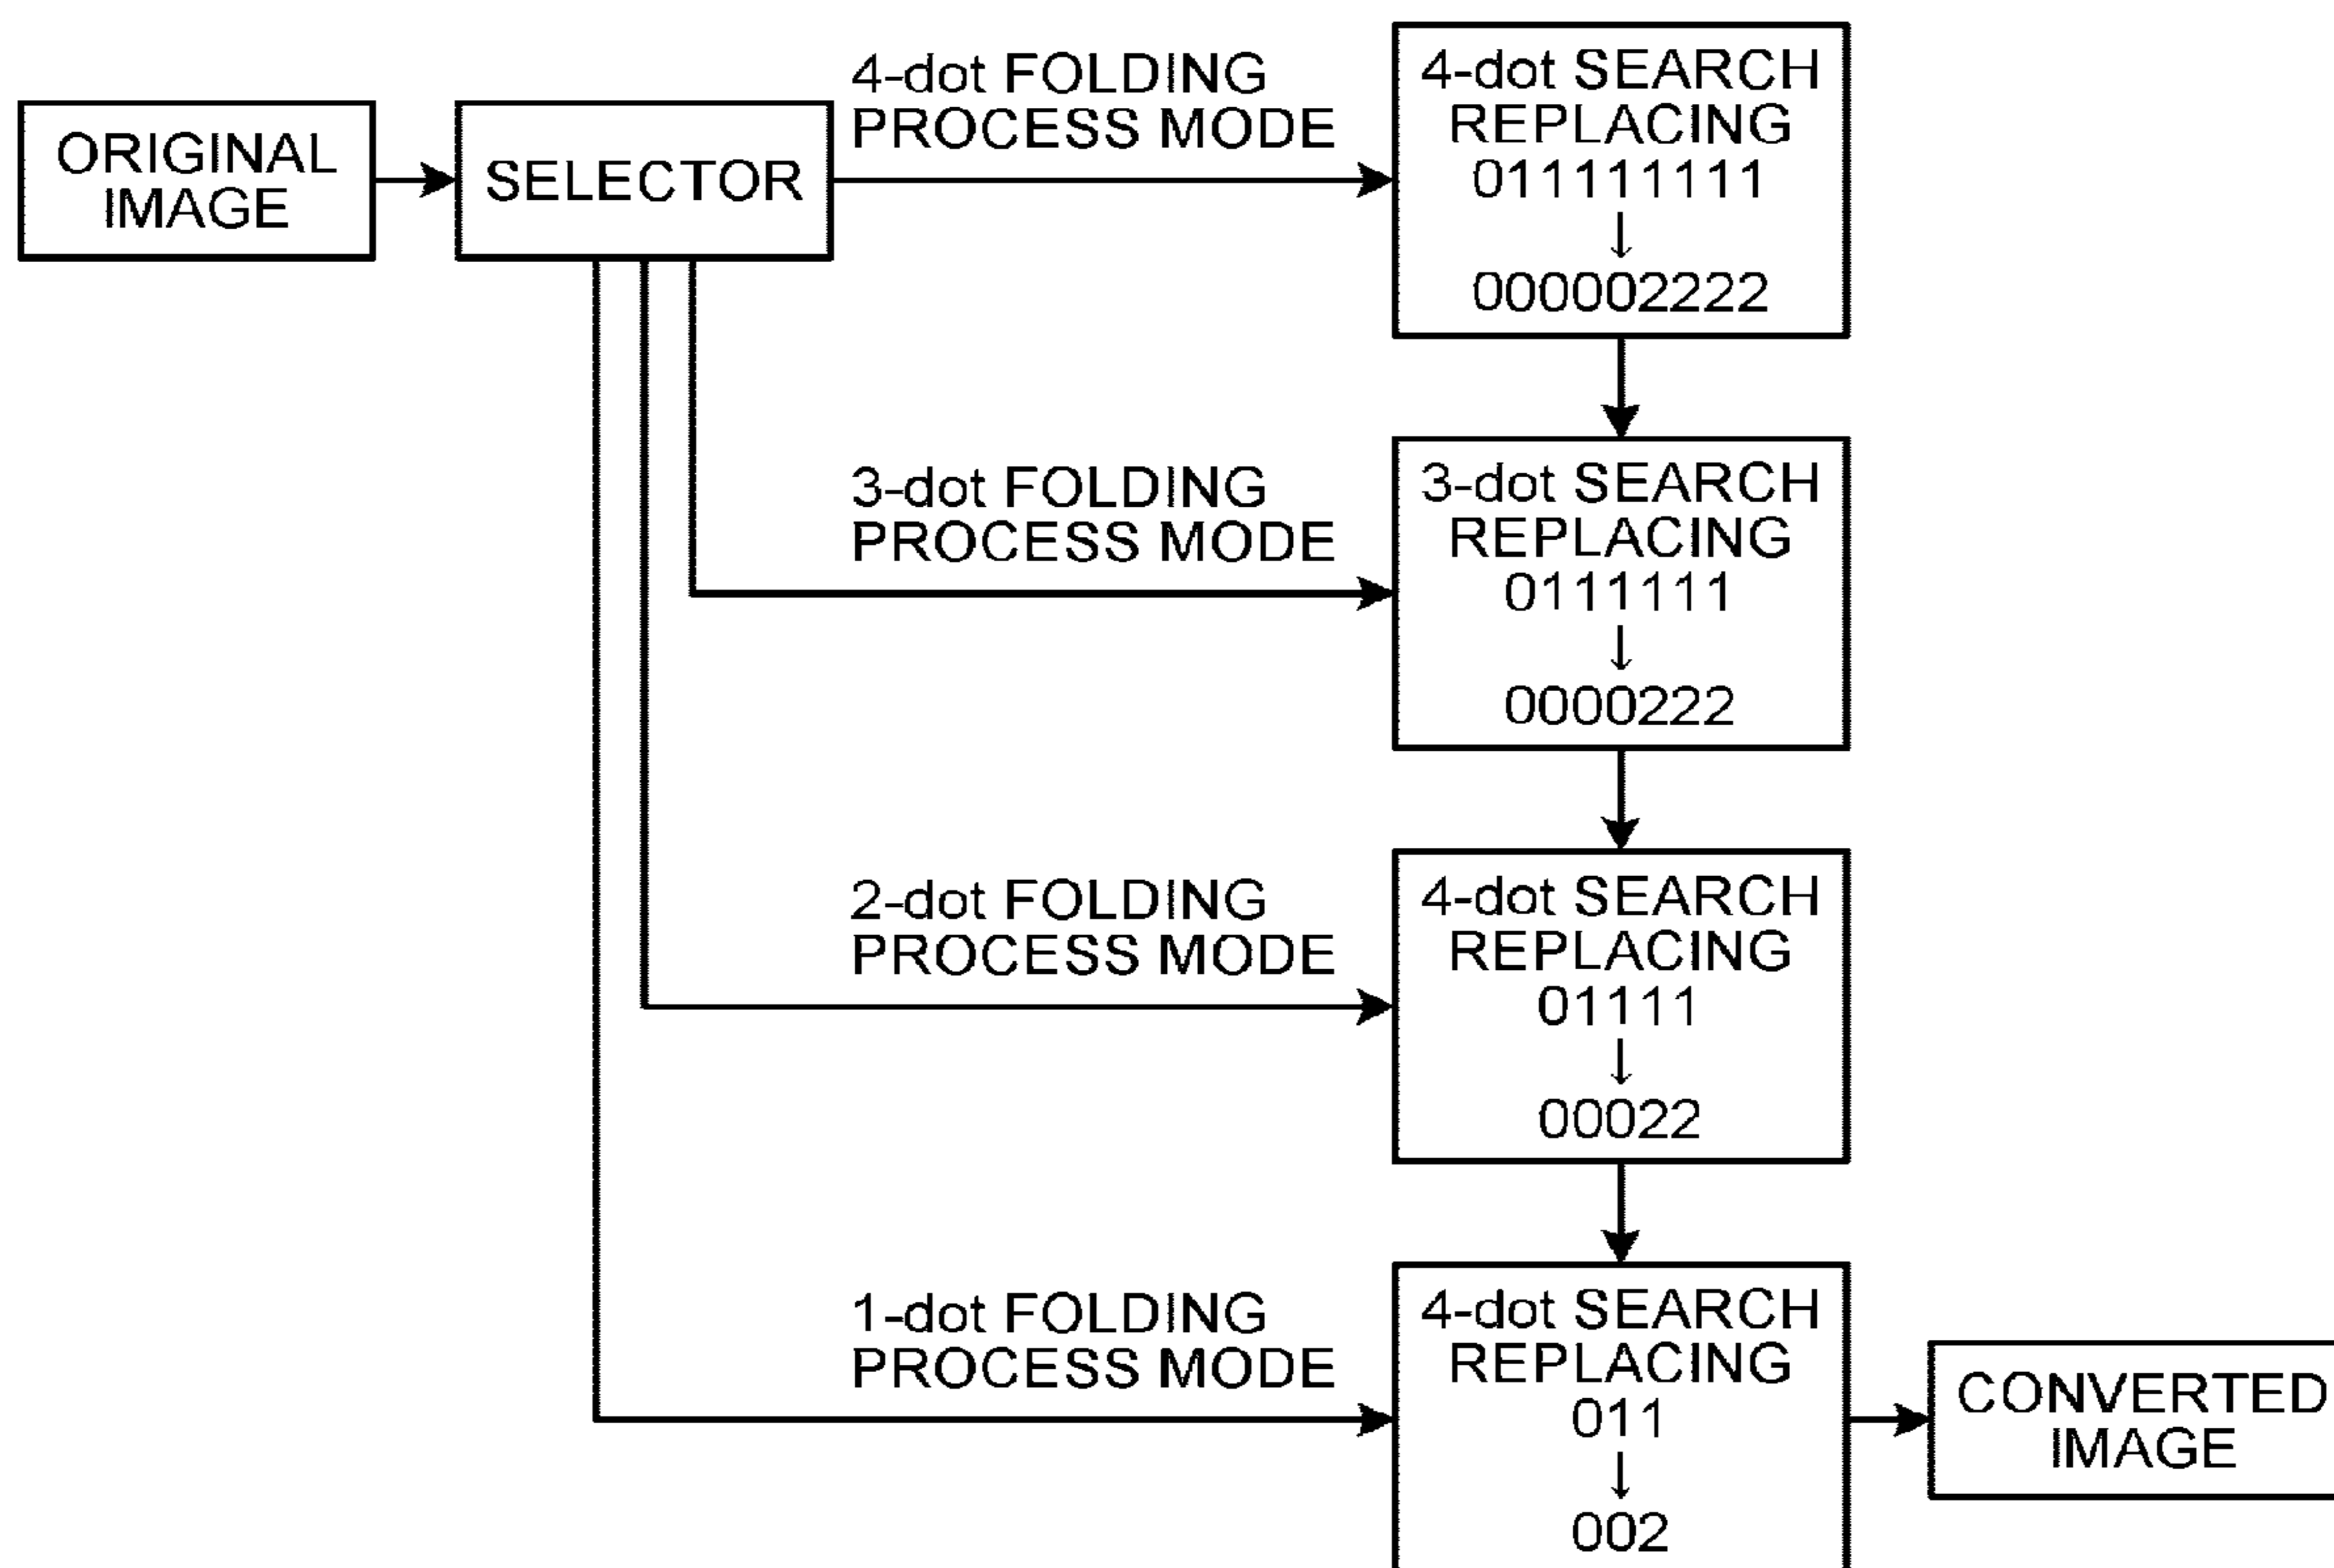 ORIGINAL
IMAGE
SELECTOR
4-dot FOLDING
PROCESS MODE
4-dot SEARCH
REPLACING
011111111
↓
000002222
3-dot FOLDING
PROCESS MODE
3-dot SEARCH
REPLACING
0111111
↓
0000222
2-dot FOLDING
PROCESS MODE
4-dot SEARCH
REPLACING
01111
↓
00022
1-dot FOLDING
PROCESS MODE
4-dot SEARCH
REPLACING
011
↓
002
CONVERTED
IMAGE